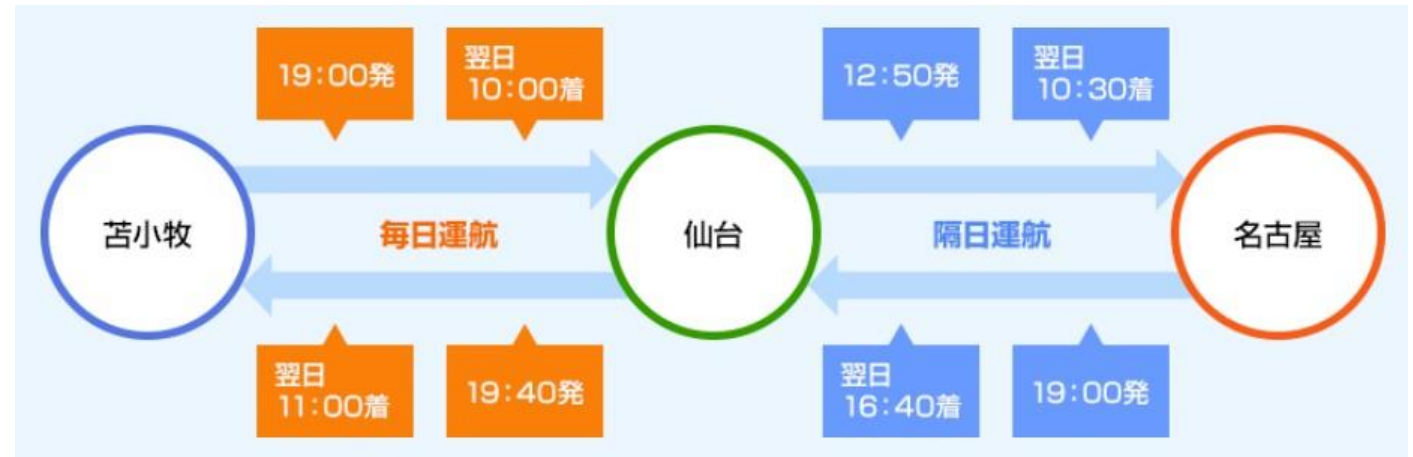 19:00発
翌日
10:00着
12:50発
翌日
10:30着
苫小牧
毎日運航
仙台
隔日運航
名古屋
翌日
11:00着
19:40発
翌日
16:40着
19:00発